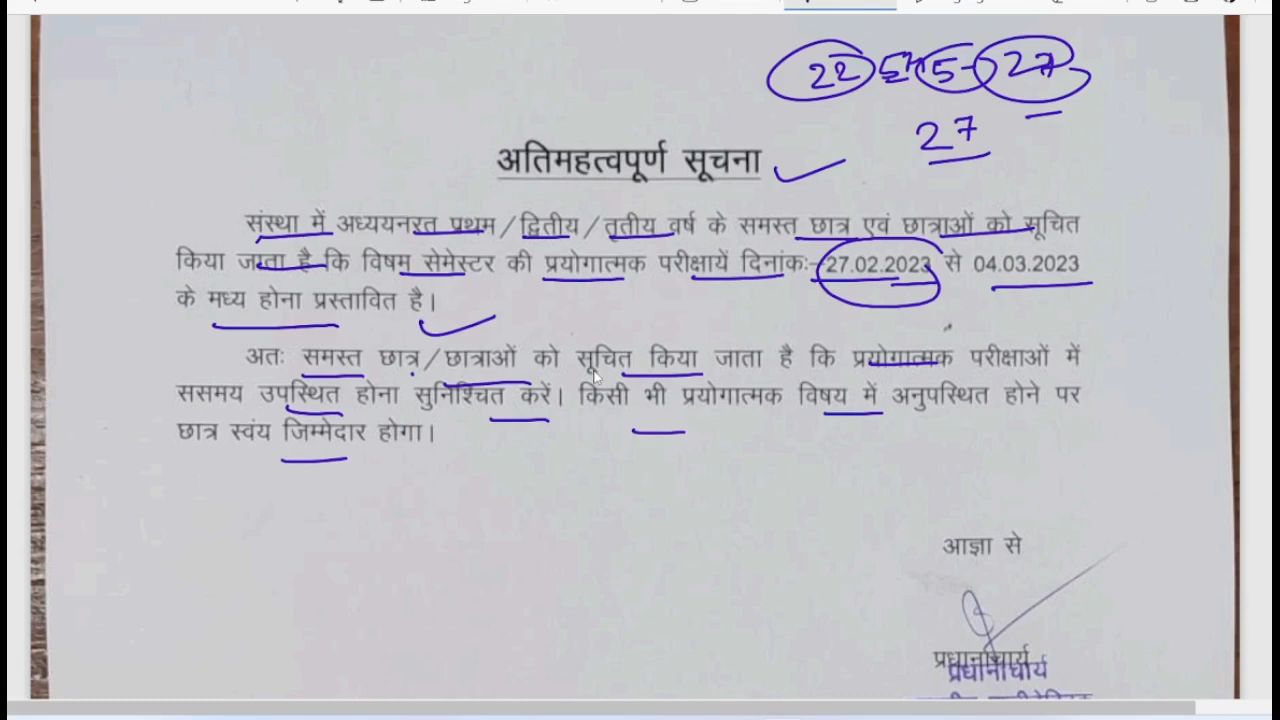 22 5 27
27
अतिमहत्वपूर्ण सूचना
संस्था में अध्ययनरत प्रथम/द्वितीय/तृतीय वर्ष के समस्त छात्र एवं छात्राओं को सूचित
किया जाता है कि विषम सेमेस्टर की प्रयोगात्मक परीक्षायें दिनांकः- 27.02.2023 से 04.03.2023
के मध्य होना प्रस्तावित है।
अतः समस्त छात्र/छात्राओं को सूचित किया जाता है कि प्रयोगात्मक परीक्षाओं में
ससमय उपस्थित होना सुनिश्चित करें। किसी भी प्रयोगात्मक विषय में अनुपस्थित होने पर
छात्र स्वंय जिम्मेदार होगा।
आज्ञा से
प्रधानाचार्य
प्रधानाचार्य